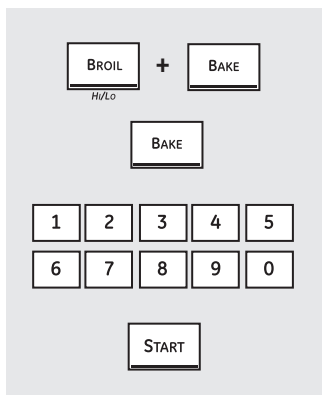 BROIL + BAKE
Hi/Lo
BAKE
1 2 3 4 5
6 7 8 9 0
START